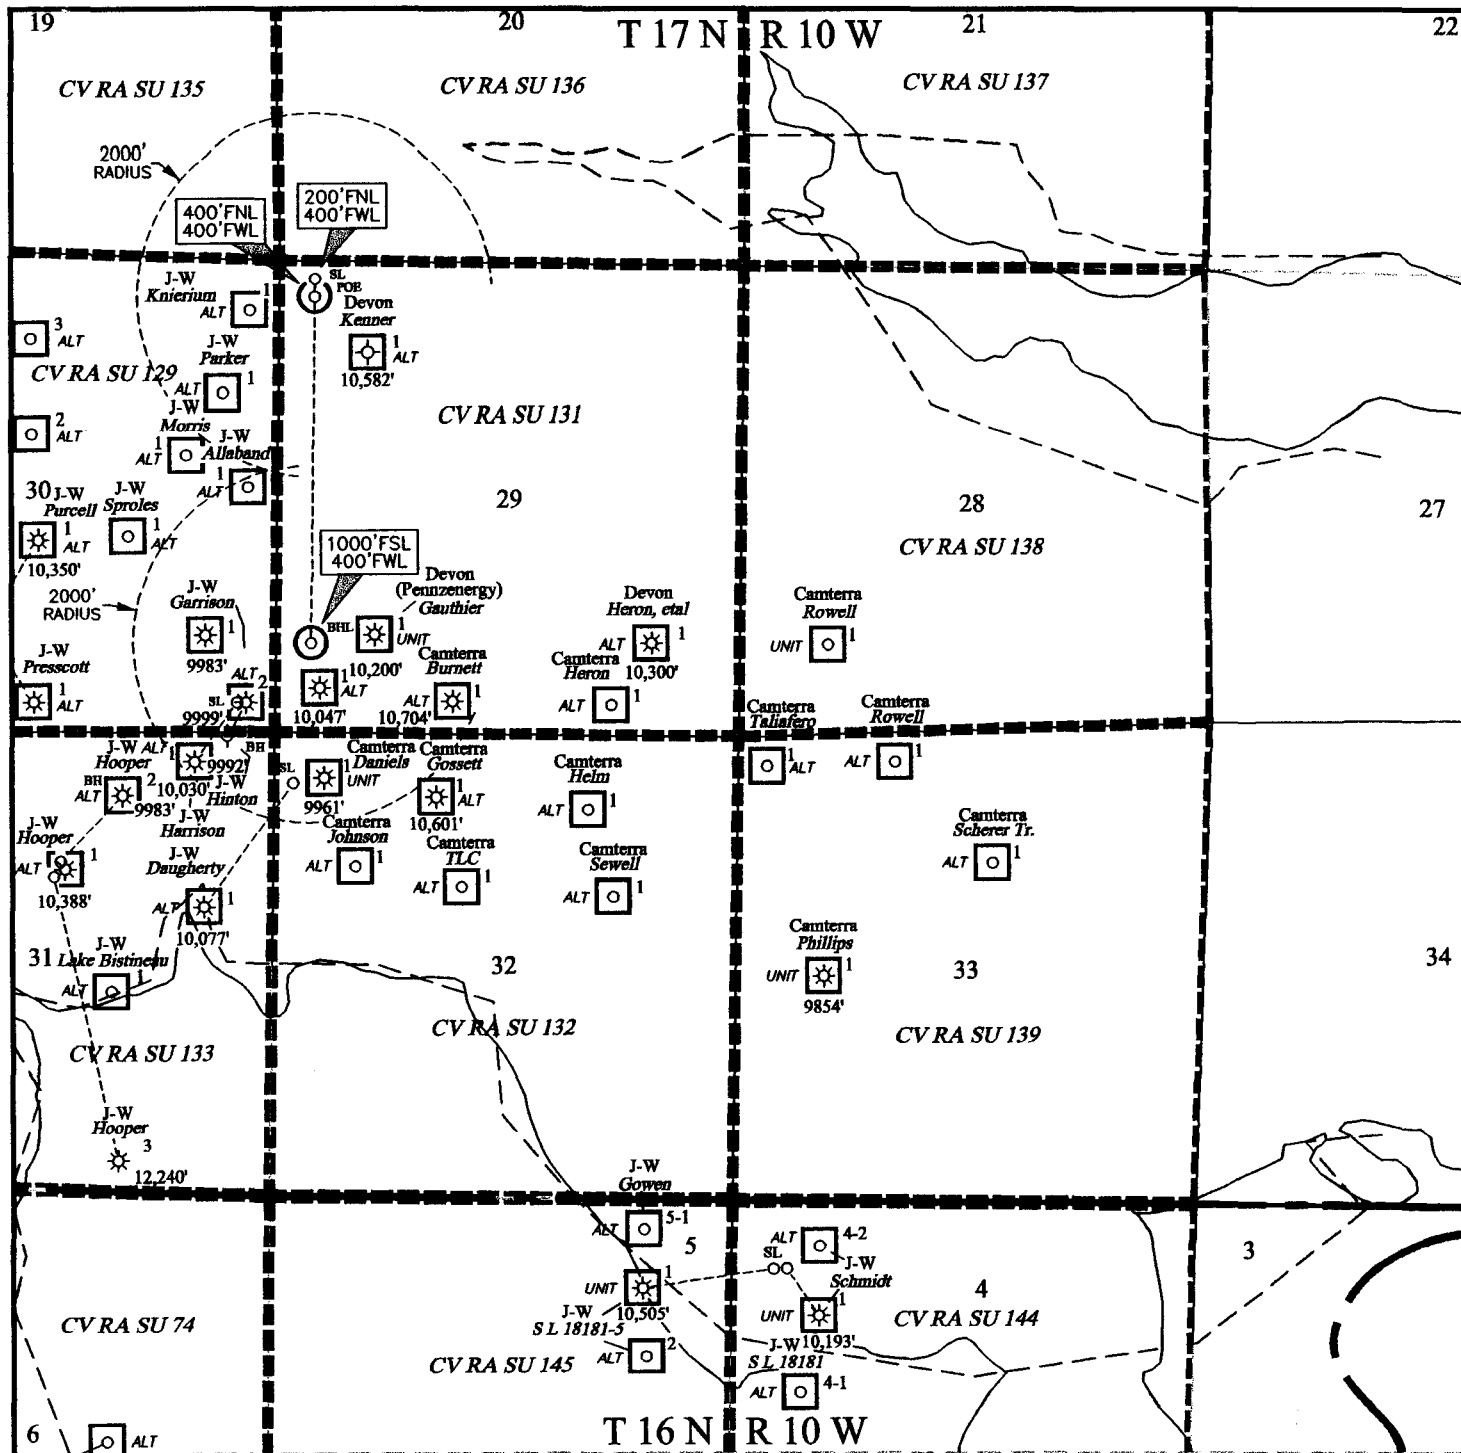 19
20
T 17 N R 10 W
21
22
CV RA SU 135
CV RA SU 136
CV RA SU 137
2000'
RADIUS
200'FNL
400'FWL
400'FNL
400'FWL
J-W
Knierium
1
ALT
SL
POE
Devon
Kenner
1
ALT
10,582'
3
ALT
J-W
Parker
1
ALT
CV RA SU 129
CV RA SU 131
2
ALT
J-W
Morris
1
ALT
J-W
Allaband
1
ALT
30
J-W
Purcell
1
ALT
10,350'
J-W
Sproles
1
ALT
29
28
27
CV RA SU 138
1000'FSL
400'FWL
2000'
RADIUS
J-W
Garrison
1
9983'
BHL
Devon
(Pennzenergy)
Gauthier
1
UNIT
10,200'
Devon
Heron, etal
ALT
1
10,300'
Camterra
Rowell
UNIT
1
J-W
Presscott
1
ALT
ALT
2
SL
9999'
1
ALT
10,047'
Camterra
Burnett
ALT
1
10,704'
Camterra
Heron
ALT
1
Camterra
Taliafero
1
ALT
Camterra
Rowell
ALT
1
J-W
Hooper
BH
ALT
2
9983'
ALT
1
10,030'
9992'
BH
J-W
Hinton
J-W
Harrison
SL
Camterra
Daniels
1
UNIT
9961'
Camterra
Gossett
1
ALT
10,601'
Camterra
Helm
ALT
1
J-W
Hooper
ALT
1
10,388'
J-W
Daugherty
ALT
1
10,077'
Camterra
Johnson
ALT
1
Camterra
TLC
ALT
1
Camterra
Sewell
ALT
1
Camterra
Scherer Tr.
ALT
1
31
J-W
Lake Bistineau
ALT
1
32
Camterra
Phillips
UNIT
1
9854'
33
34
CV RA SU 133
CV RA SU 132
CV RA SU 139
J-W
Hooper
3
12,240'
J-W
Gowen
ALT
5-1
5
ALT
4-2
SL
J-W
Schmidt
UNIT
1
10,193'
4
3
UNIT
1
10,505'
J-W
S L 18181-5
ALT
2
CV RA SU 74
CV RA SU 145
CV RA SU 144
J-W
S L 18181
ALT
4-1
6
ALT
T 16 N R 10 W